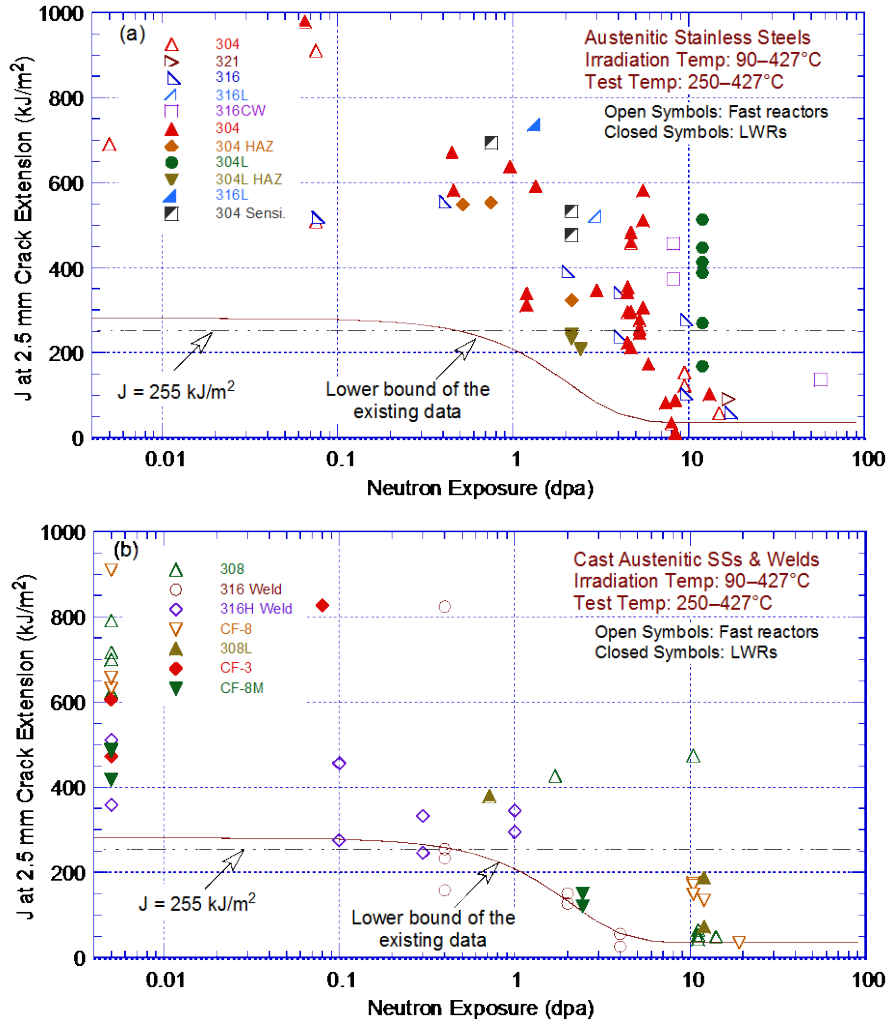 (a)
Austenitic Stainless Steels
Irradiation Temp: 90–427°C
Test Temp: 250–427°C
Open Symbols: Fast reactors
Closed Symbols: LWRs
304
321
316
316L
316CW
304
304 HAZ
304L
304L HAZ
316L
304 Sensi.
J at 2.5 mm Crack Extension (kJ/m²)
1000
800
600
400
200
0
J = 255 kJ/m²
Lower bound of the
existing data
0.01
0.1
1
10
100
Neutron Exposure (dpa)
(b)
Cast Austenitic SSs & Welds
Irradiation Temp: 90–427°C
Test Temp: 250–427°C
Open Symbols: Fast reactors
Closed Symbols: LWRs
308
316 Weld
316H Weld
CF-8
308L
CF-3
CF-8M
J at 2.5 mm Crack Extension (kJ/m²)
1000
800
600
400
200
0
J = 255 kJ/m²
Lower bound of the
existing data
0.01
0.1
1
10
100
Neutron Exposure (dpa)